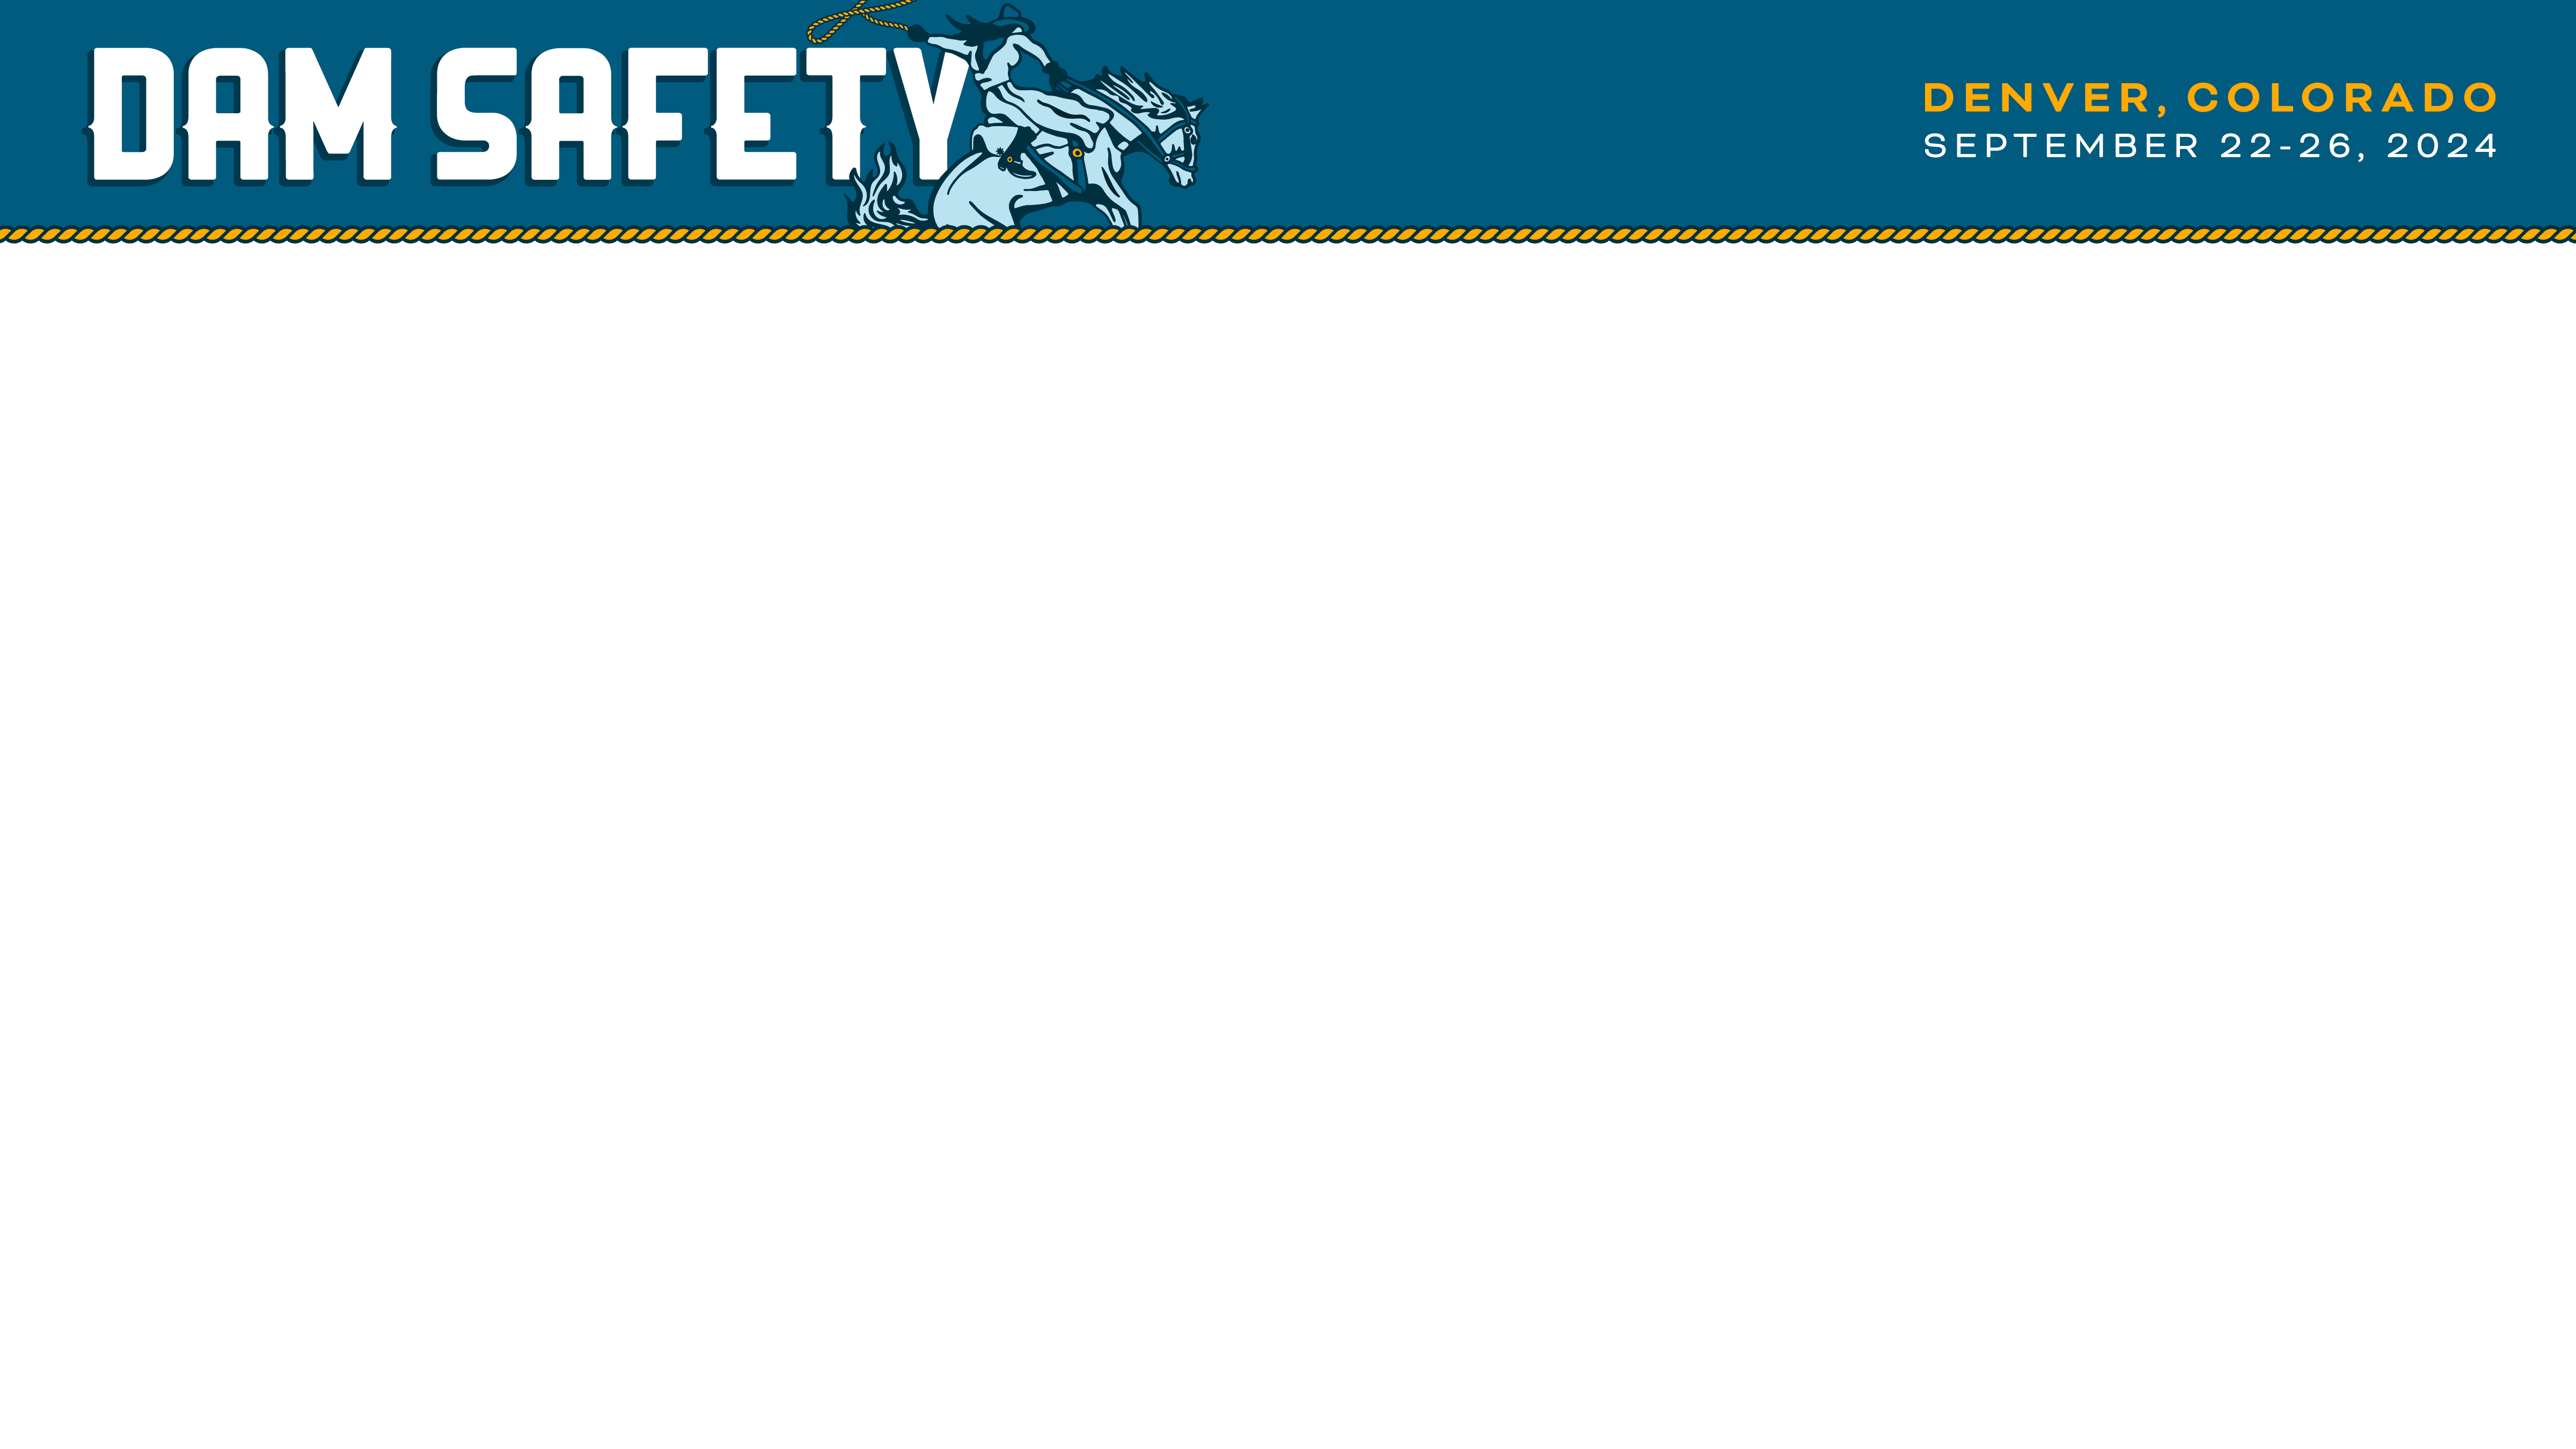 DAM SAFETY
DENVER, COLORADO
SEPTEMBER 22-26, 2024